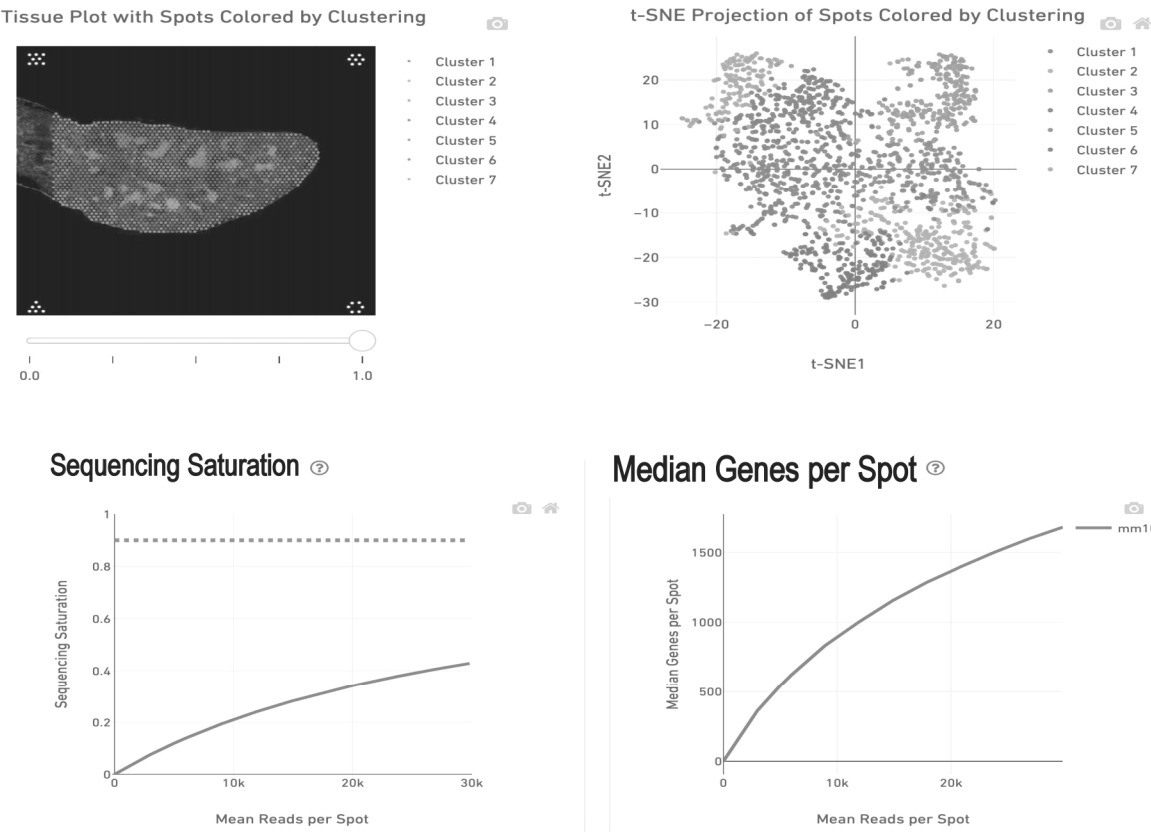 Tissue Plot with Spots Colored by Clustering
Cluster 1
Cluster 2
Cluster 3
Cluster 4
Cluster 5
Cluster 6
Cluster 7
0.0
1.0
t-SNE Projection of Spots Colored by Clustering
Cluster 1
Cluster 2
Cluster 3
Cluster 4
Cluster 5
Cluster 6
Cluster 7
t-SNE2
20
10
0
−10
−20
−30
−20
0
20
t-SNE1
Sequencing Saturation ?
Sequencing Saturation
1
0.8
0.6
0.4
0.2
0
0
10k
20k
30k
Mean Reads per Spot
Median Genes per Spot ?
mm10
Median Genes per Spot
1500
1000
500
0
0
10k
20k
Mean Reads per Spot